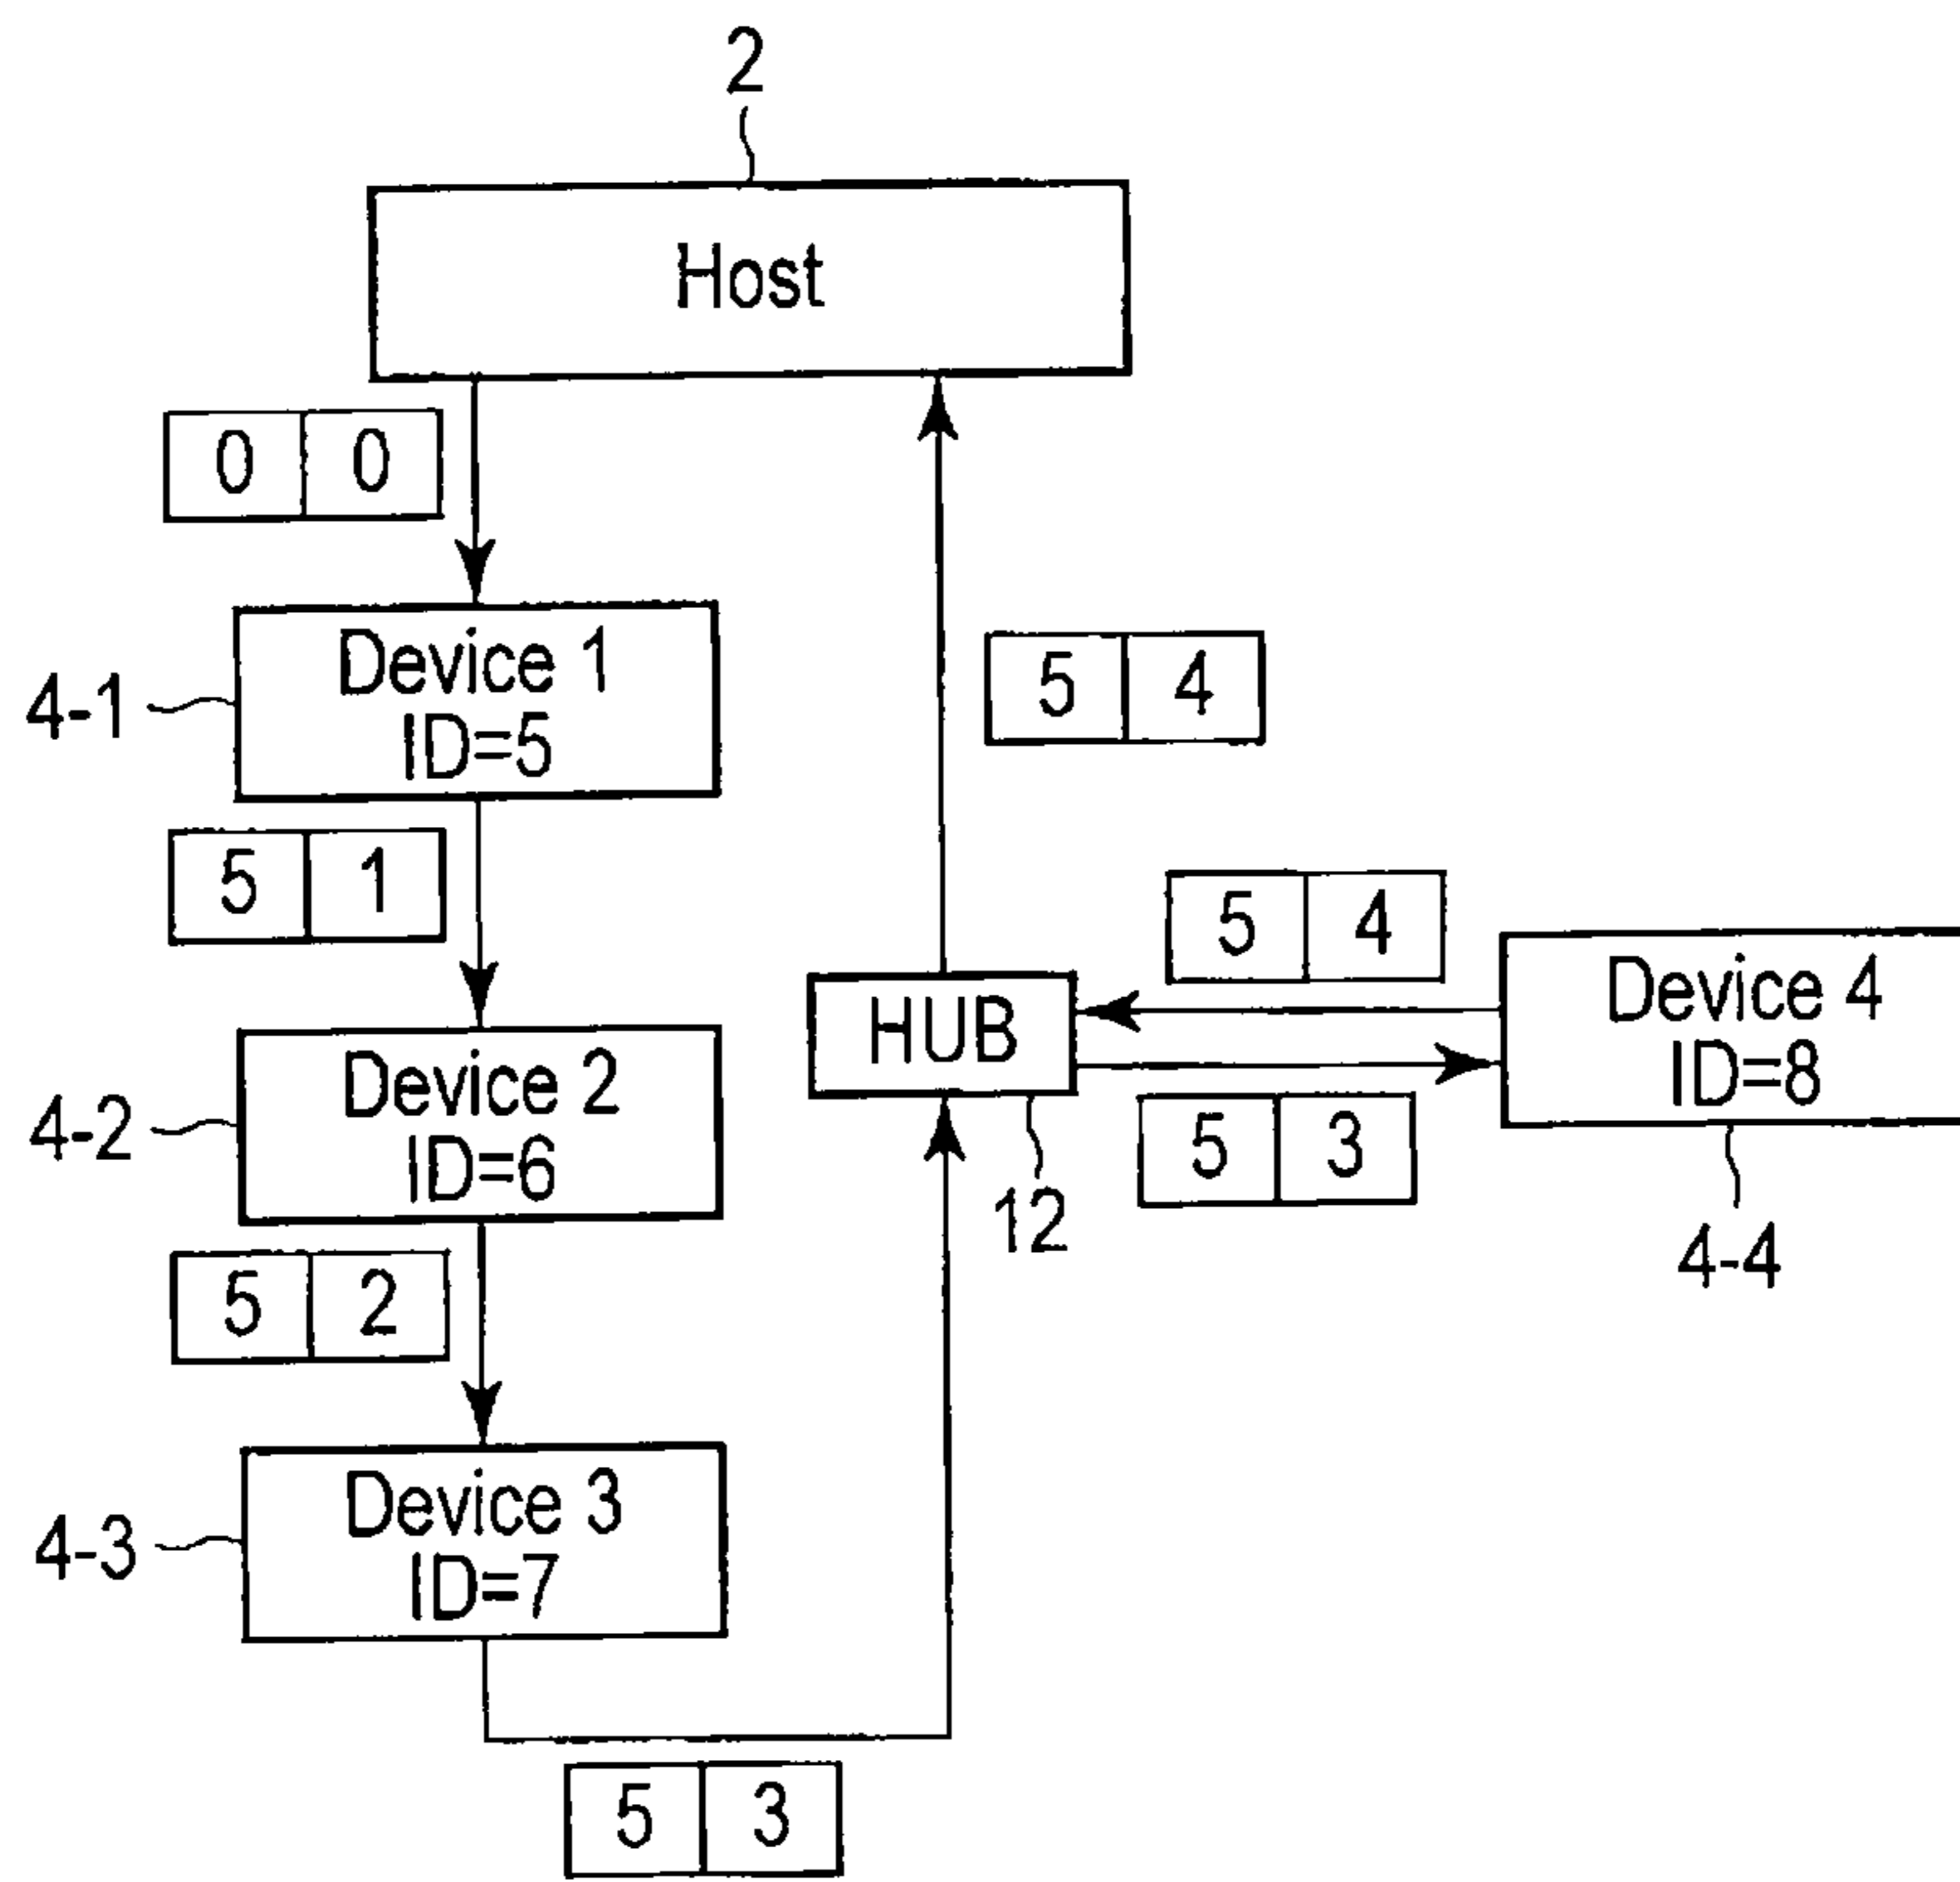 2
Host
0 0
Device 1
ID=5
4-1
5 4
5 1
5 4
Device 4
ID=8
HUB
Device 2
ID=6
4-2
5 3
12
4-4
5 2
Device 3
ID=7
4-3
5 3